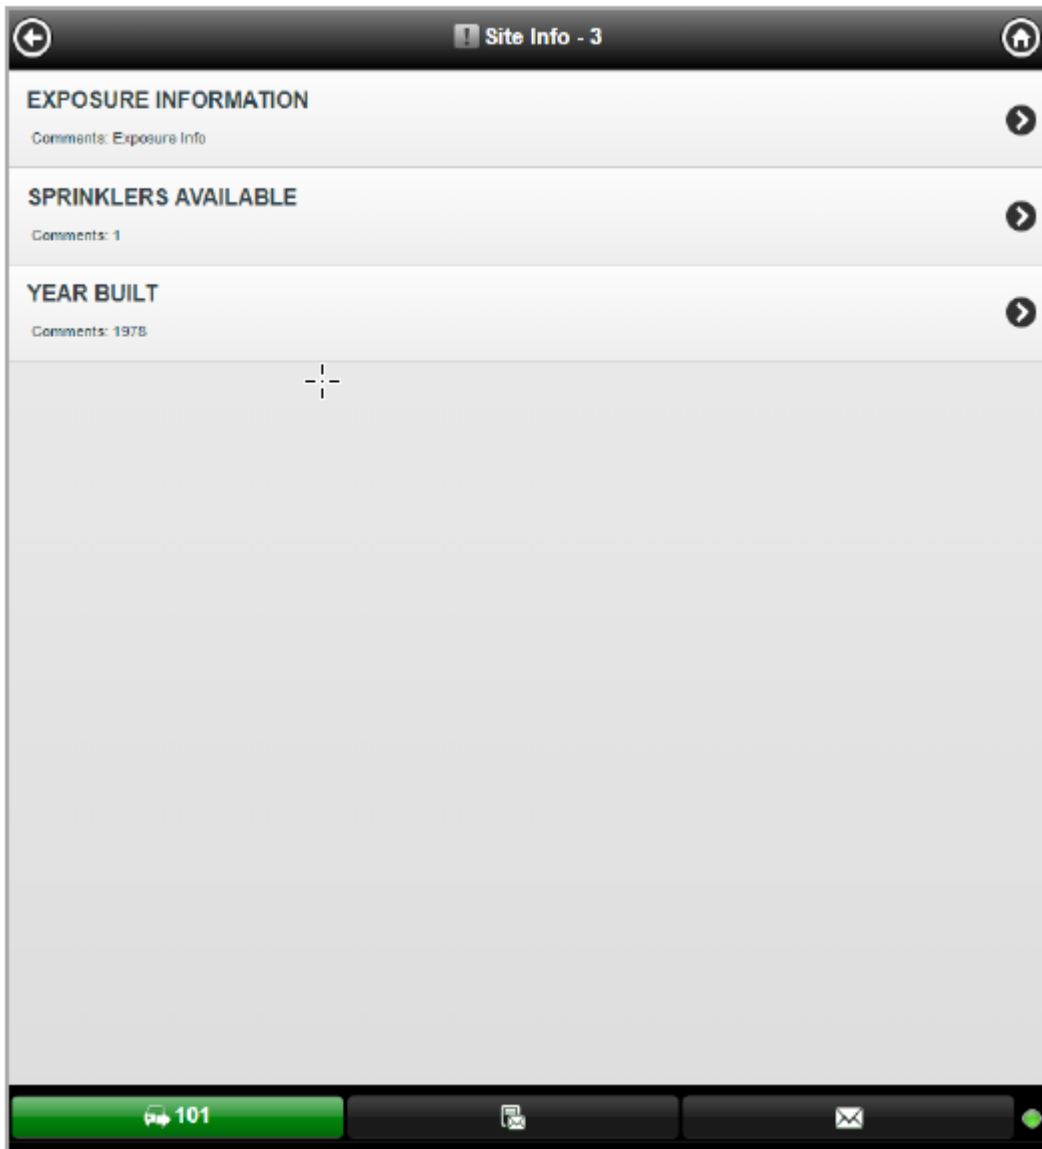 Site Info - 3
EXPOSURE INFORMATION
Comments: Exposure Info
SPRINKLERS AVAILABLE
Comments: 1
YEAR BUILT
Comments: 1978
101